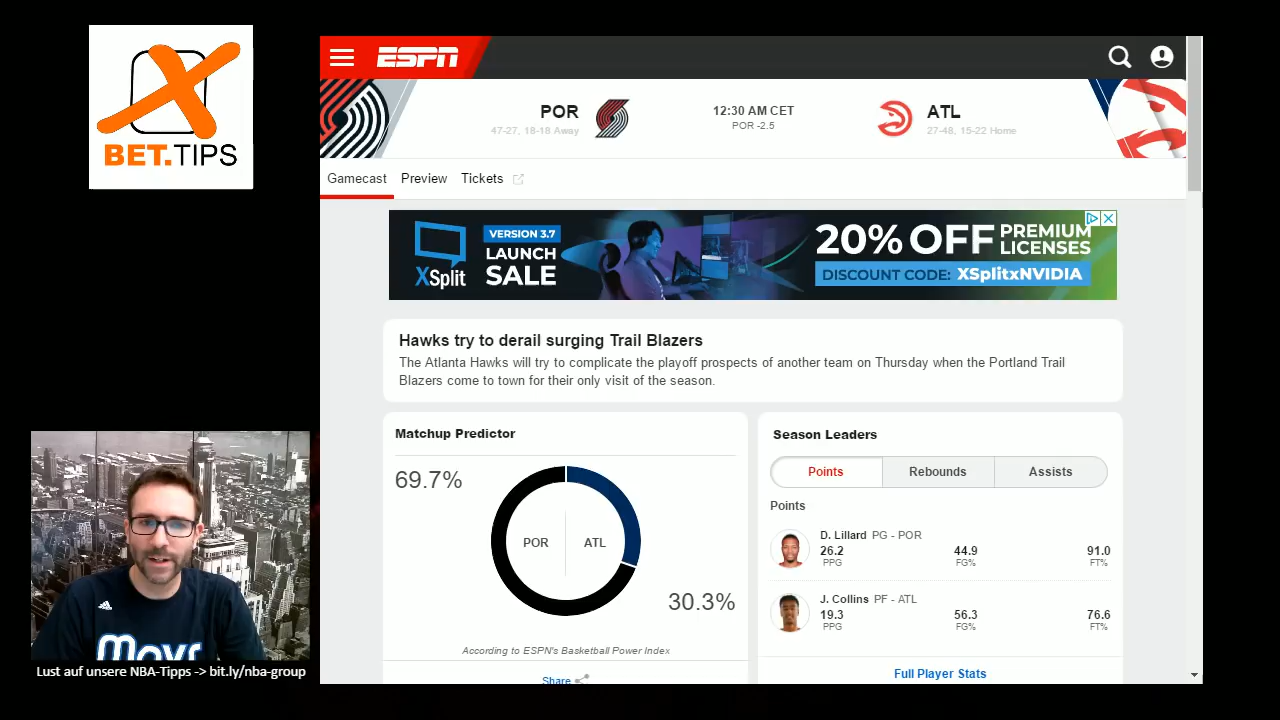 X
BET.TIPS
ESPN
POR
47-27, 18-18 Away
12:30 AM CET
POR -2.5
ATL
27-48, 15-22 Home
Gamecast
Preview
Tickets
XSplit
VERSION 3.7
LAUNCH
SALE
20% OFF
PREMIUM
LICENSES
DISCOUNT CODE: XSplitxNVIDIA
Hawks try to derail surging Trail Blazers
The Atlanta Hawks will try to complicate the playoff prospects of another team on Thursday when the Portland Trail
Blazers come to town for their only visit of the season.
Matchup Predictor
69.7%
POR
ATL
30.3%
According to ESPN's Basketball Power Index
Share
Season Leaders
Points
Rebounds
Assists
Points
D. Lillard PG - POR
26.2
44.9
91.0
PPG
FG%
FT%
J. Collins PF - ATL
19.3
56.3
76.6
PPG
FG%
FT%
Full Player Stats
Lust auf unsere NBA-Tipps -> bit.ly/nba-group